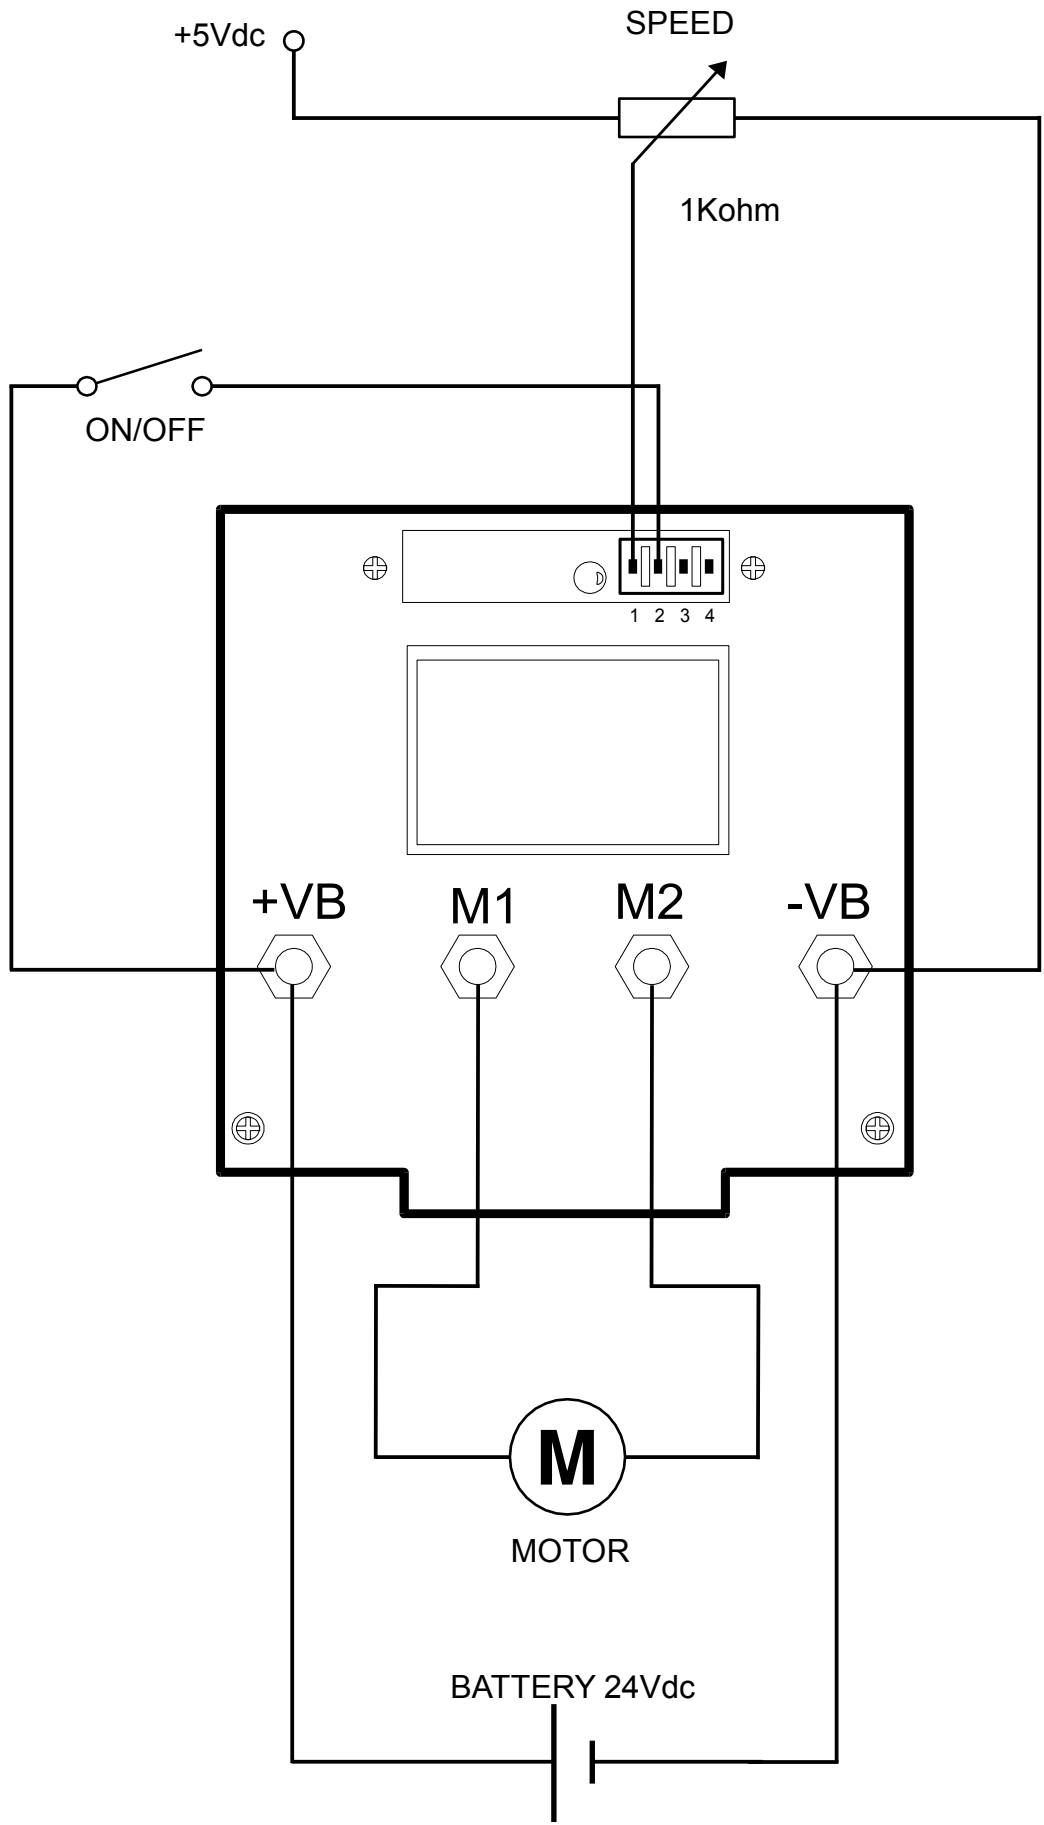 SPEED
+5Vdc
1Kohm
ON/OFF
1 2 3 4
+VB M1 M2 -VB
M
MOTOR
BATTERY 24Vdc